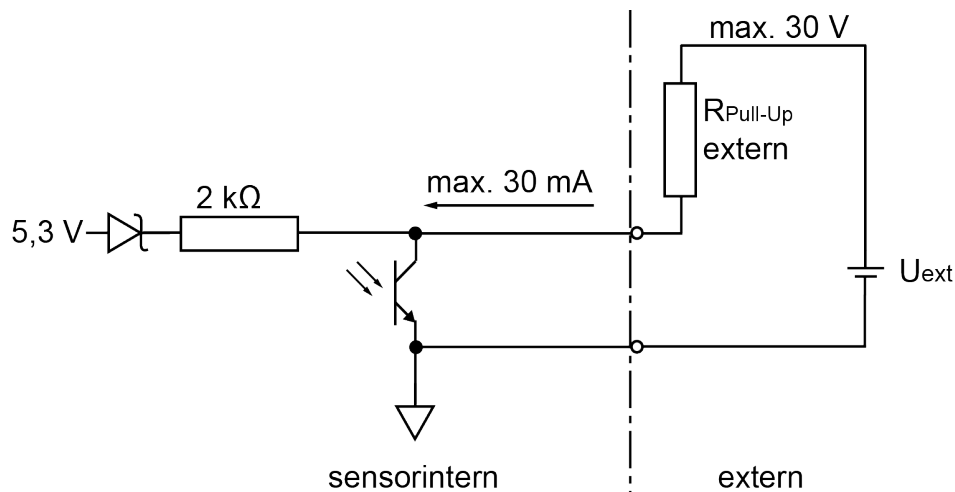 max. 30 V
RPull-Up
extern
max. 30 mA
2 kΩ
5,3 V
Uext
sensorintern
extern